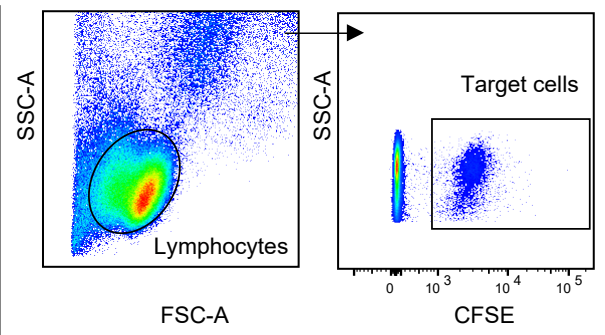 SSC-A
Lymphocytes
FSC-A
SSC-A
Target cells
0 10 3 10 4 10 5
CFSE